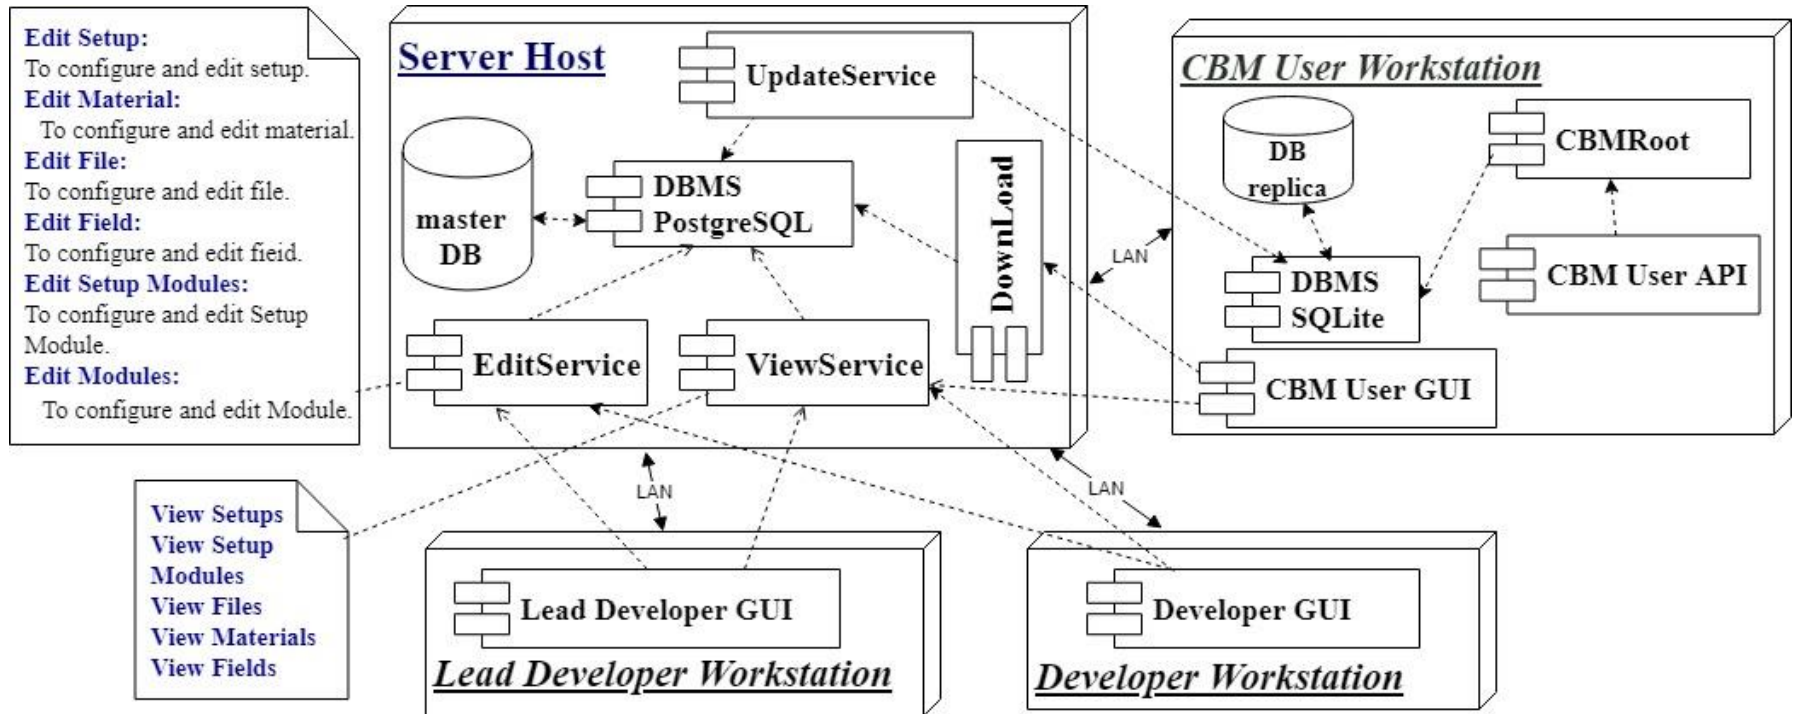 Edit Setup:
To configure and edit setup.
Edit Material:
To configure and edit material.
Edit File:
To configure and edit file.
Edit Field:
To configure and edit fieid.
Edit Setup Modules:
To configure and edit Setup
Module.
Edit Modules:
To configure and edit Module.
View Setups
View Setup
Modules
View Files
View Materials
View Fields
Server Host
UpdateService
master
DB
DBMS
PostgreSQL
DownLoad
EditService
ViewService
LAN
CBM User Workstation
DB
replica
CBMRoot
DBMS
SQLite
CBM User API
CBM User GUI
LAN
LAN
Lead Developer GUI
Lead Developer Workstation
Developer GUI
Developer Workstation